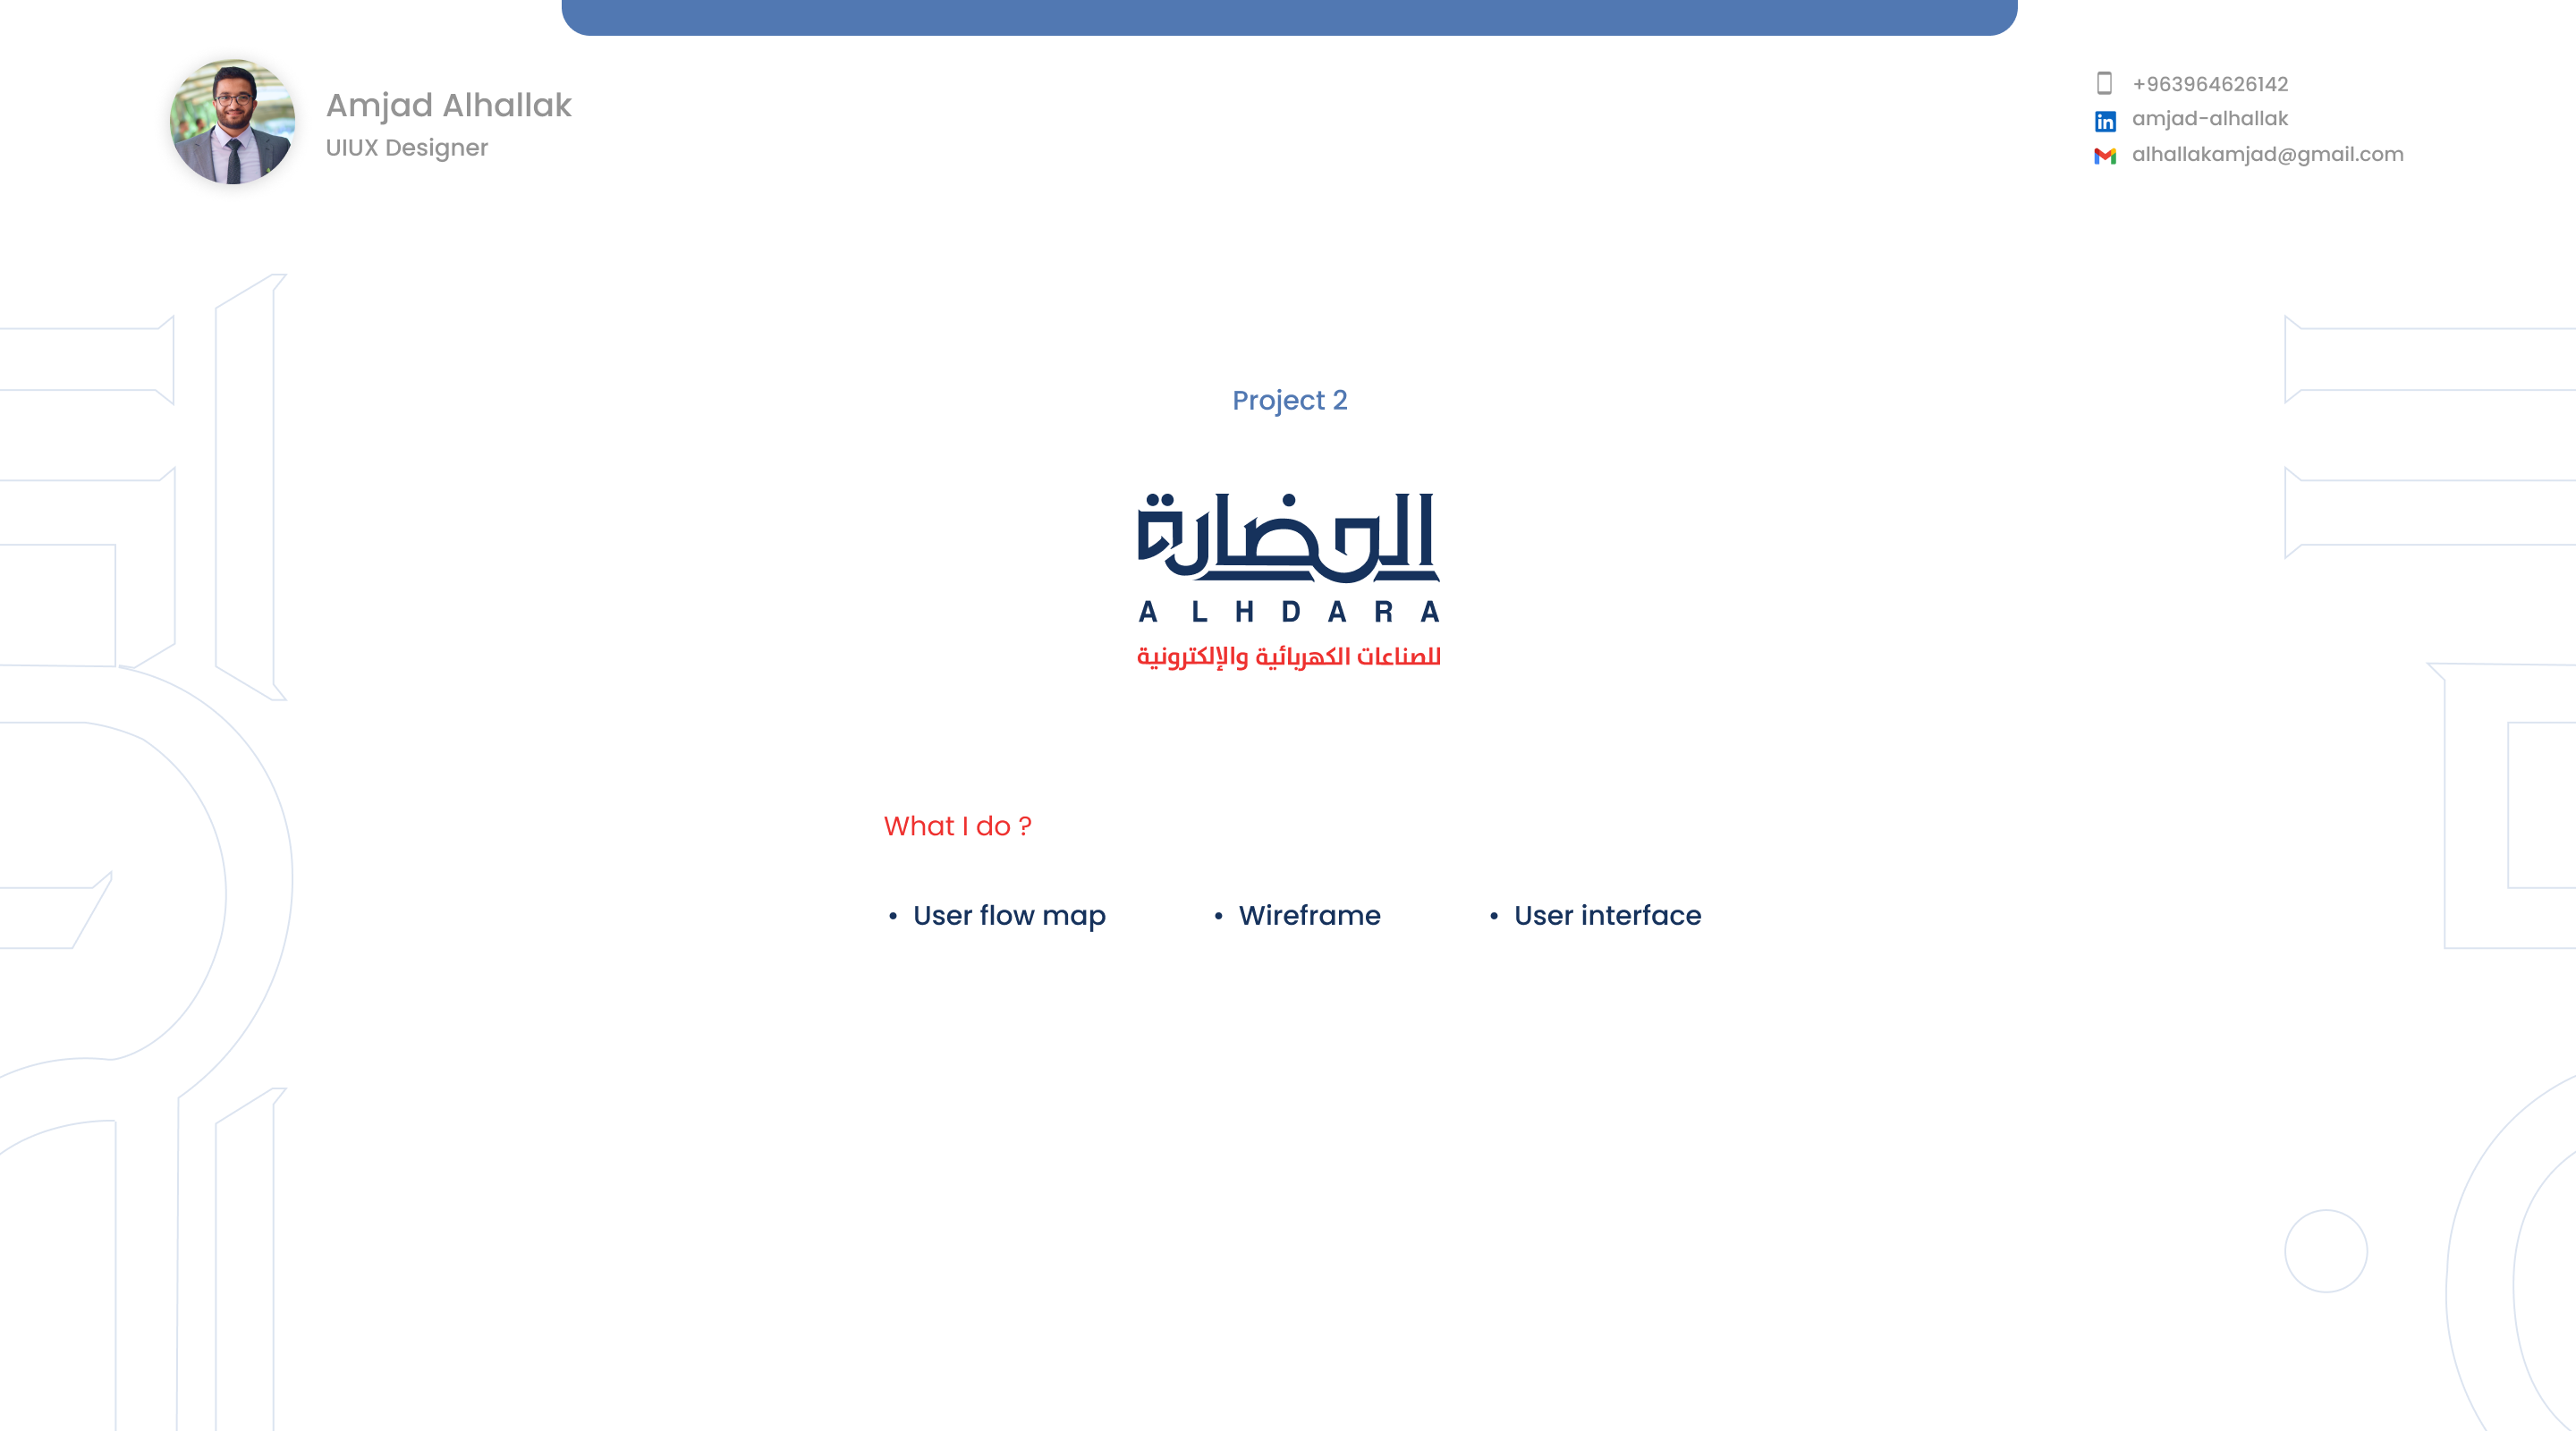 Amjad Alhallak
UIUX Designer
+963964626142
amjad-alhallak
alhallakamjad@gmail.com
Project 2
الحضارة
ALHDARA
للصناعات الكهربائية والإلكترونية
What I do ?
• User flow map
• Wireframe
• User interface